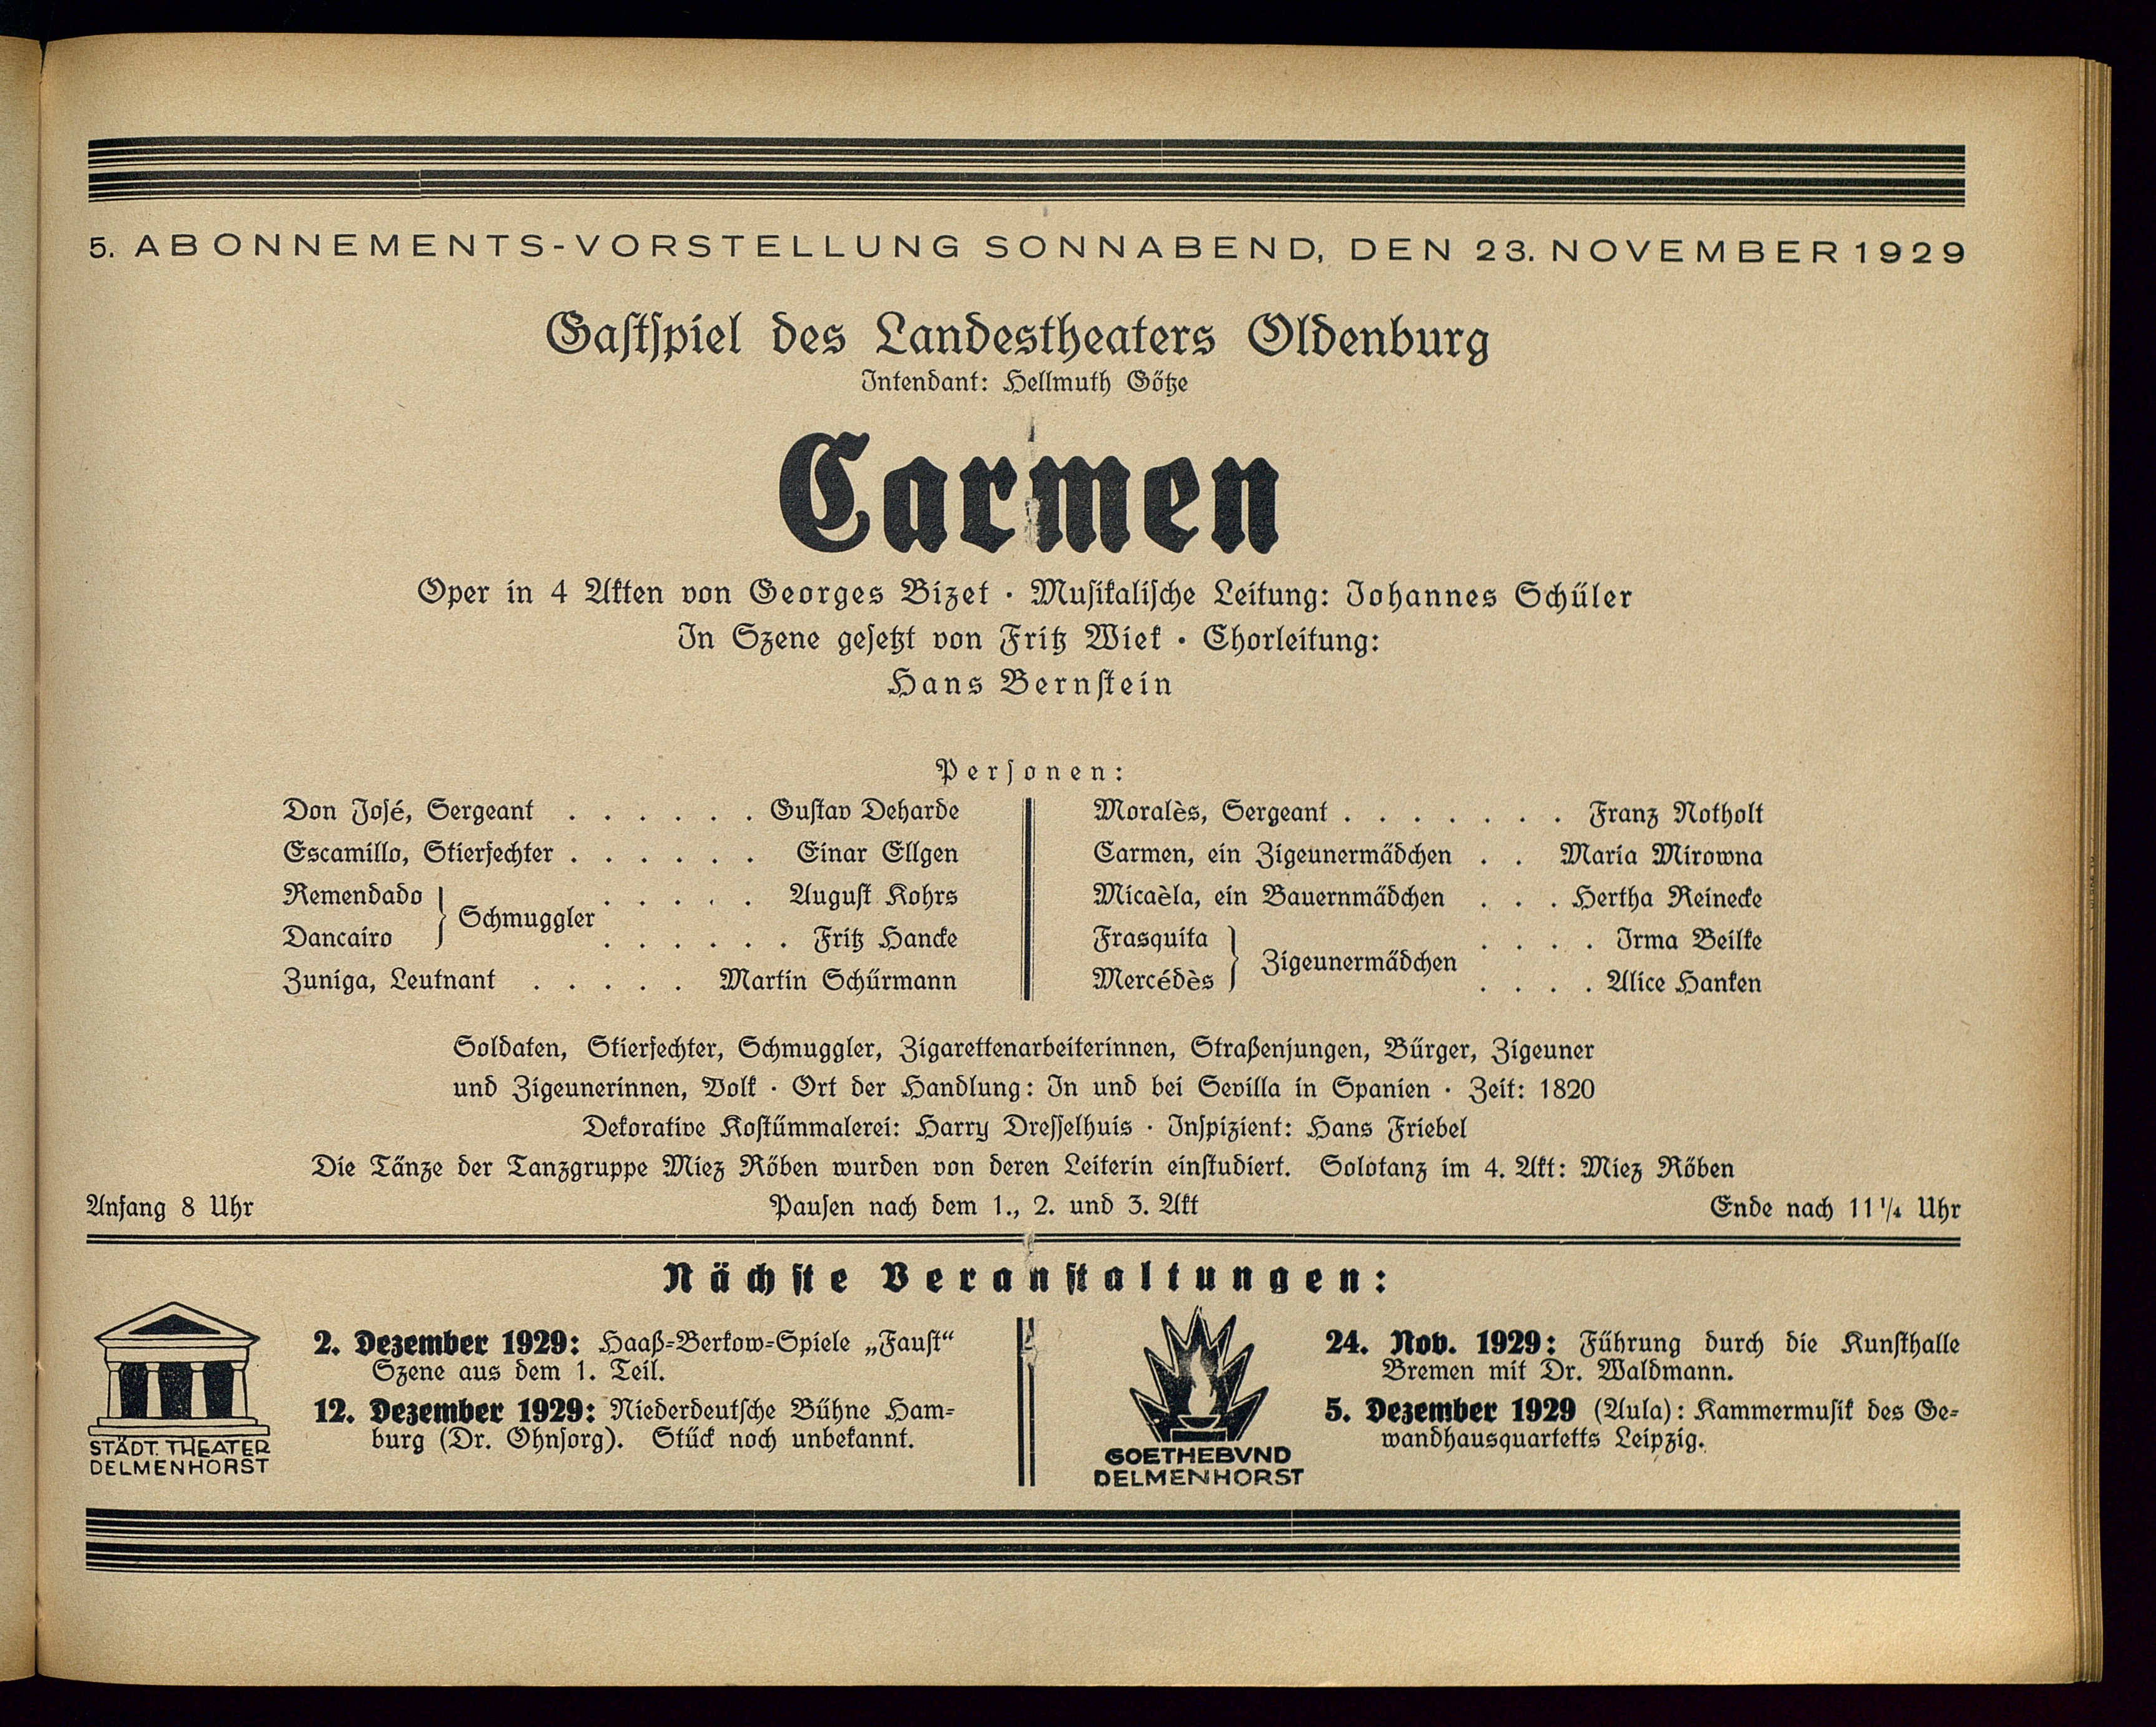 5. ABONNEMENTS-VORSTELLUNG SONNABEND, DEN 23. NOVEMBER 1929
Gastspiel des Landestheaters Oldenburg
Intendant: Hellmuth Götze
Carmen
Oper in 4 Akten von Georges Bizet · Musikalische Leitung: Johannes Schüler
In Szene gesetzt von Fritz Wiek · Chorleitung:
Hans Bernstein
Personen:
Don José, Sergeant . . . . . . Gustav Deharde
Escamillo, Stierfechter . . . . . . Einar Ellgen
Remendado } Schmuggler . . . . . August Kohrs
Dancairo . . . . . . Fritz Hancke
Zuniga, Leutnant . . . . . Martin Schürmann
Moralès, Sergeant . . . . . . . Franz Notholt
Carmen, ein Zigeunermädchen . . Maria Mirowna
Micaèla, ein Bauernmädchen . . . Hertha Reinecke
Frasquita } Zigeunermädchen . . . . Irma Beilke
Mercédès . . . . Alice Hanken
Soldaten, Stierfechter, Schmuggler, Zigarettenarbeiterinnen, Straßenjungen, Bürger, Zigeuner
und Zigeunerinnen, Volk · Ort der Handlung: In und bei Sevilla in Spanien · Zeit: 1820
Dekorative Kostümmalerei: Harry Dresselhuis · Inspizient: Hans Friebel
Die Tänze der Tanzgruppe Miez Röben wurden von deren Leiterin einstudiert. Solotanz im 4. Akt: Miez Röben
Anfang 8 Uhr Pausen nach dem 1., 2. und 3. Akt Ende nach 11 1/4 Uhr
Nächste Veranstaltungen:
STÄDT. THEATER
DELMENHORST
2. Dezember 1929: Haaß-Berkow-Spiele „Faust“
Szene aus dem 1. Teil.
12. Dezember 1929: Niederdeutsche Bühne Ham-
burg (Dr. Ohnsorg). Stück noch unbekannt.
GOETHEBVND
DELMENHORST
24. Nov. 1929: Führung durch die Kunsthalle
Bremen mit Dr. Waldmann.
5. Dezember 1929 (Aula): Kammermusik des Ge-
wandhausquartetts Leipzig.